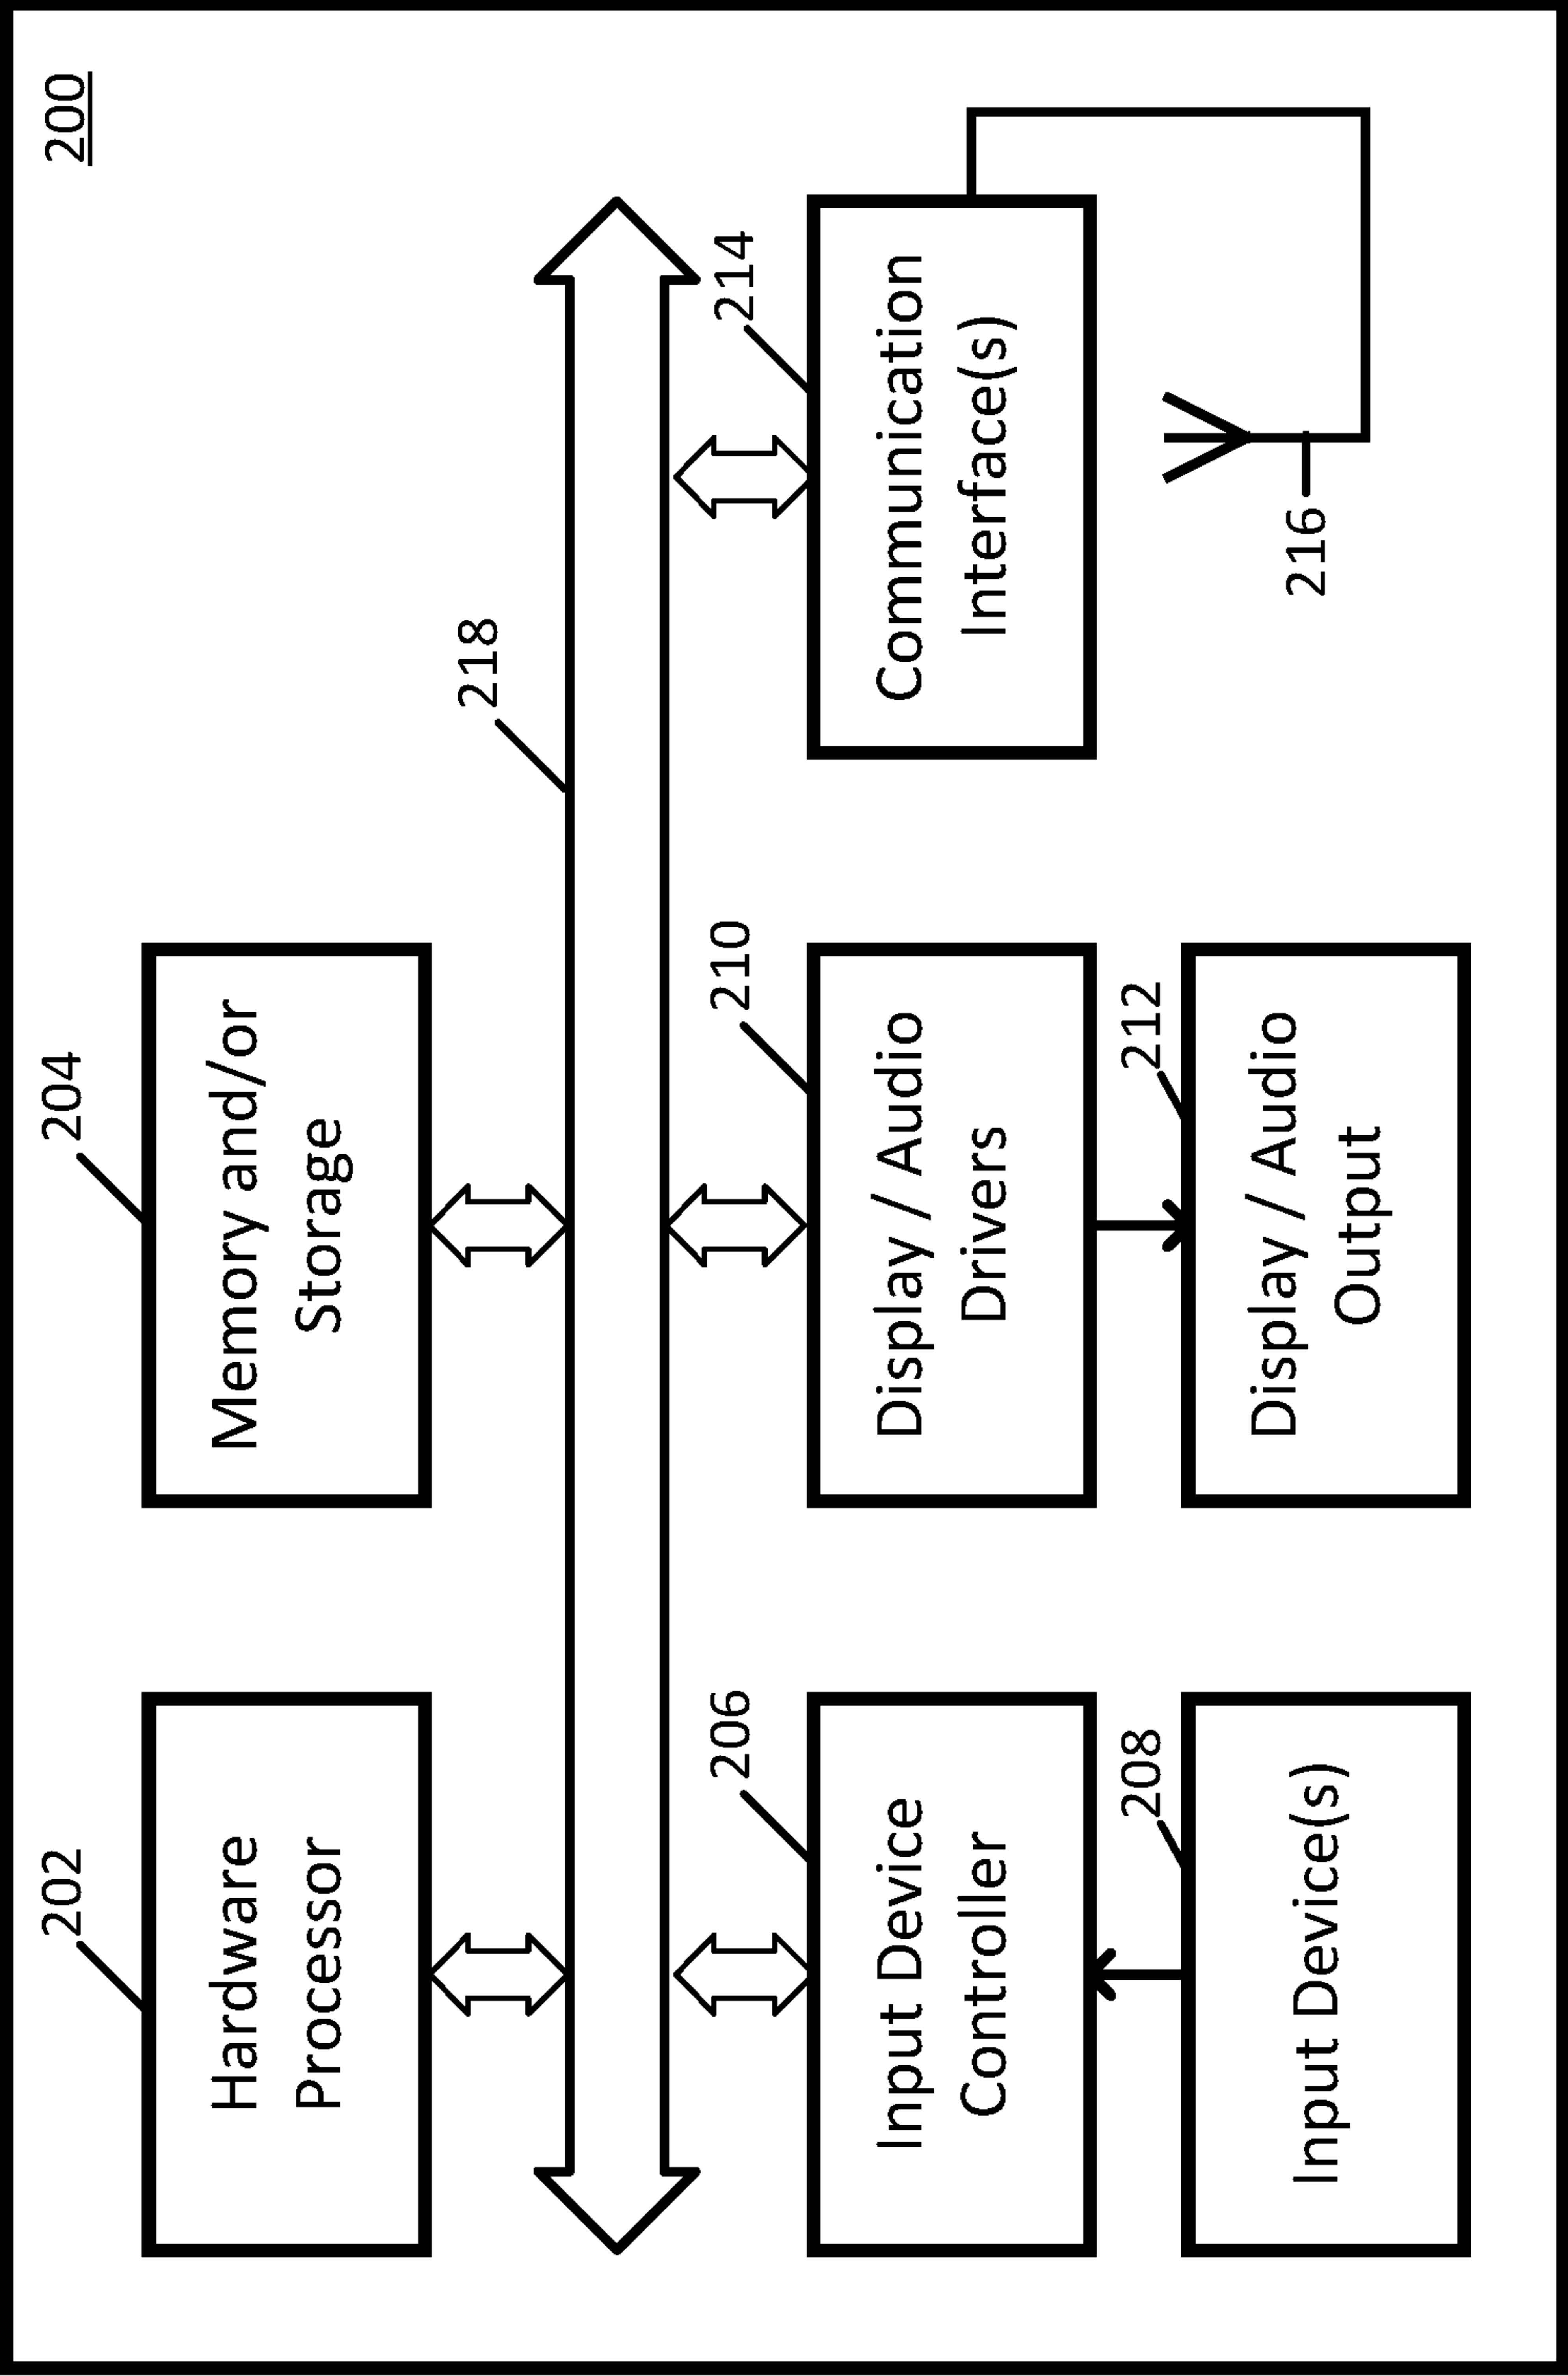 200
202
Hardware
Processor
204
Memory and/or
Storage
218
206
Input Device
Controller
210
Display / Audio
Drivers
214
Communication
Interface(s)
208
Input Device(s)
212
Display / Audio
Output
216